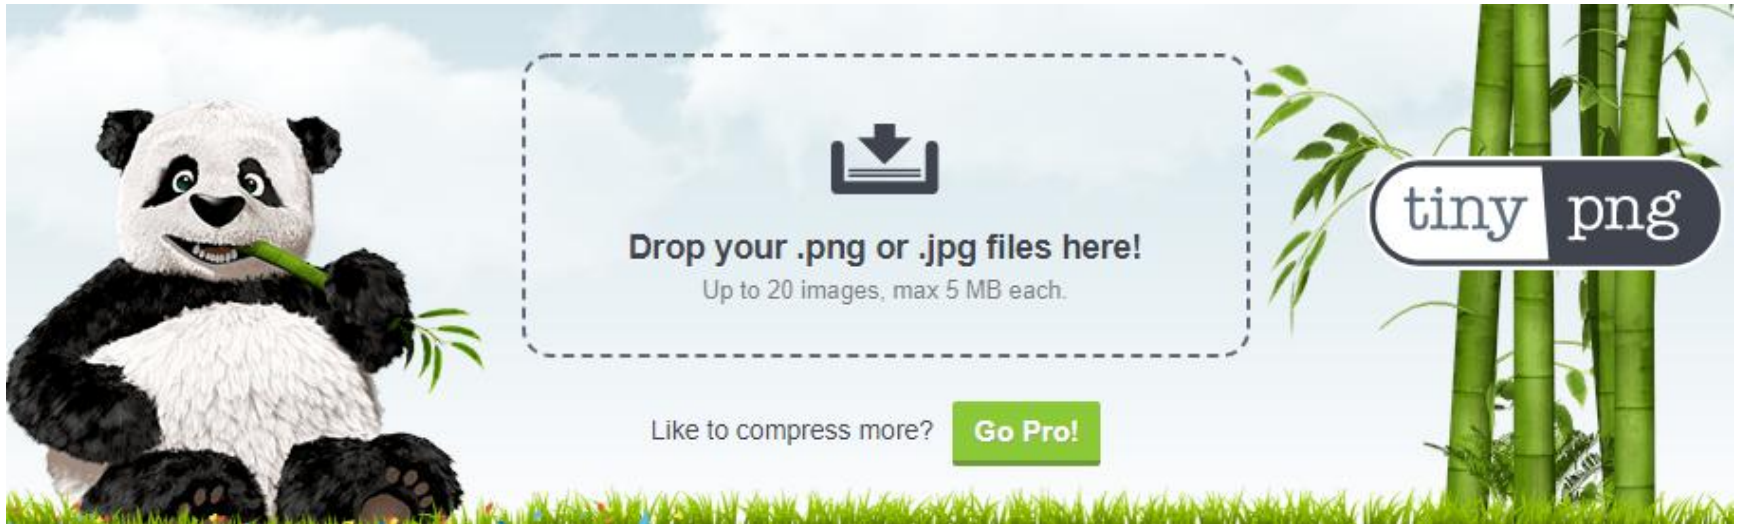 Drop your .png or .jpg files here!
Up to 20 images, max 5 MB each.
Like to compress more? Go Pro!
tiny png